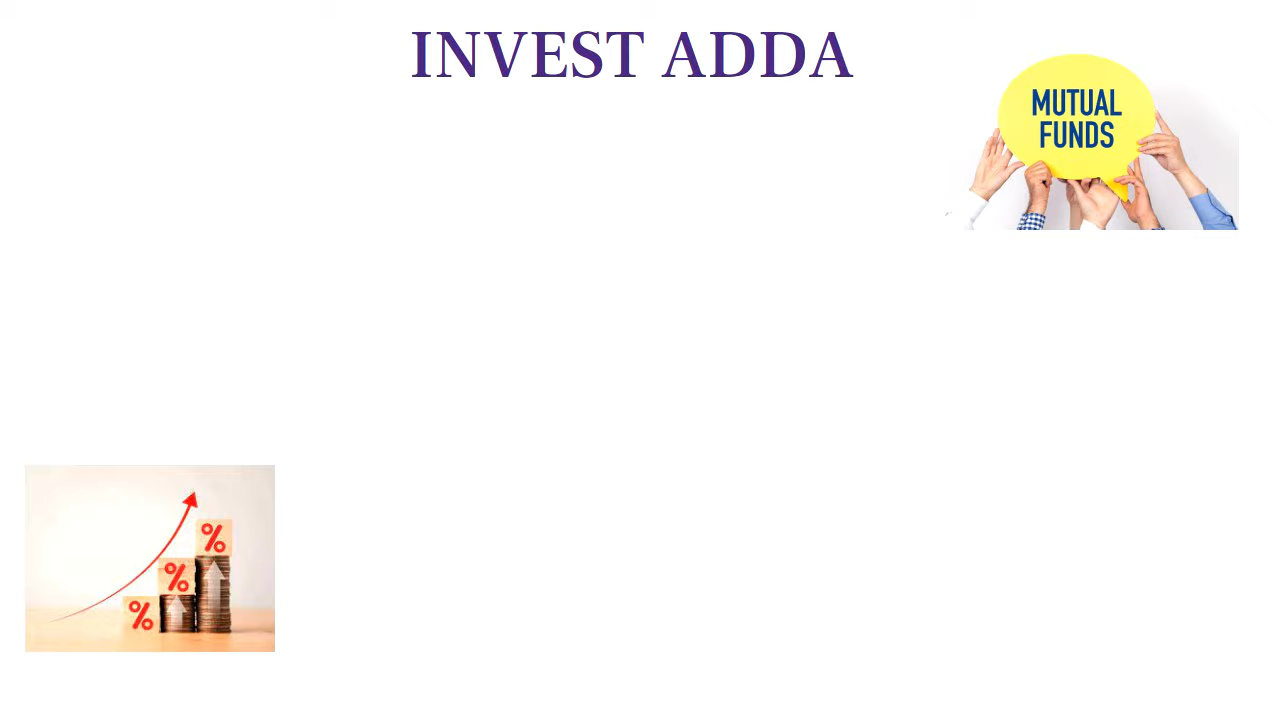 INVEST ADDA
MUTUAL
FUNDS
%
%
%